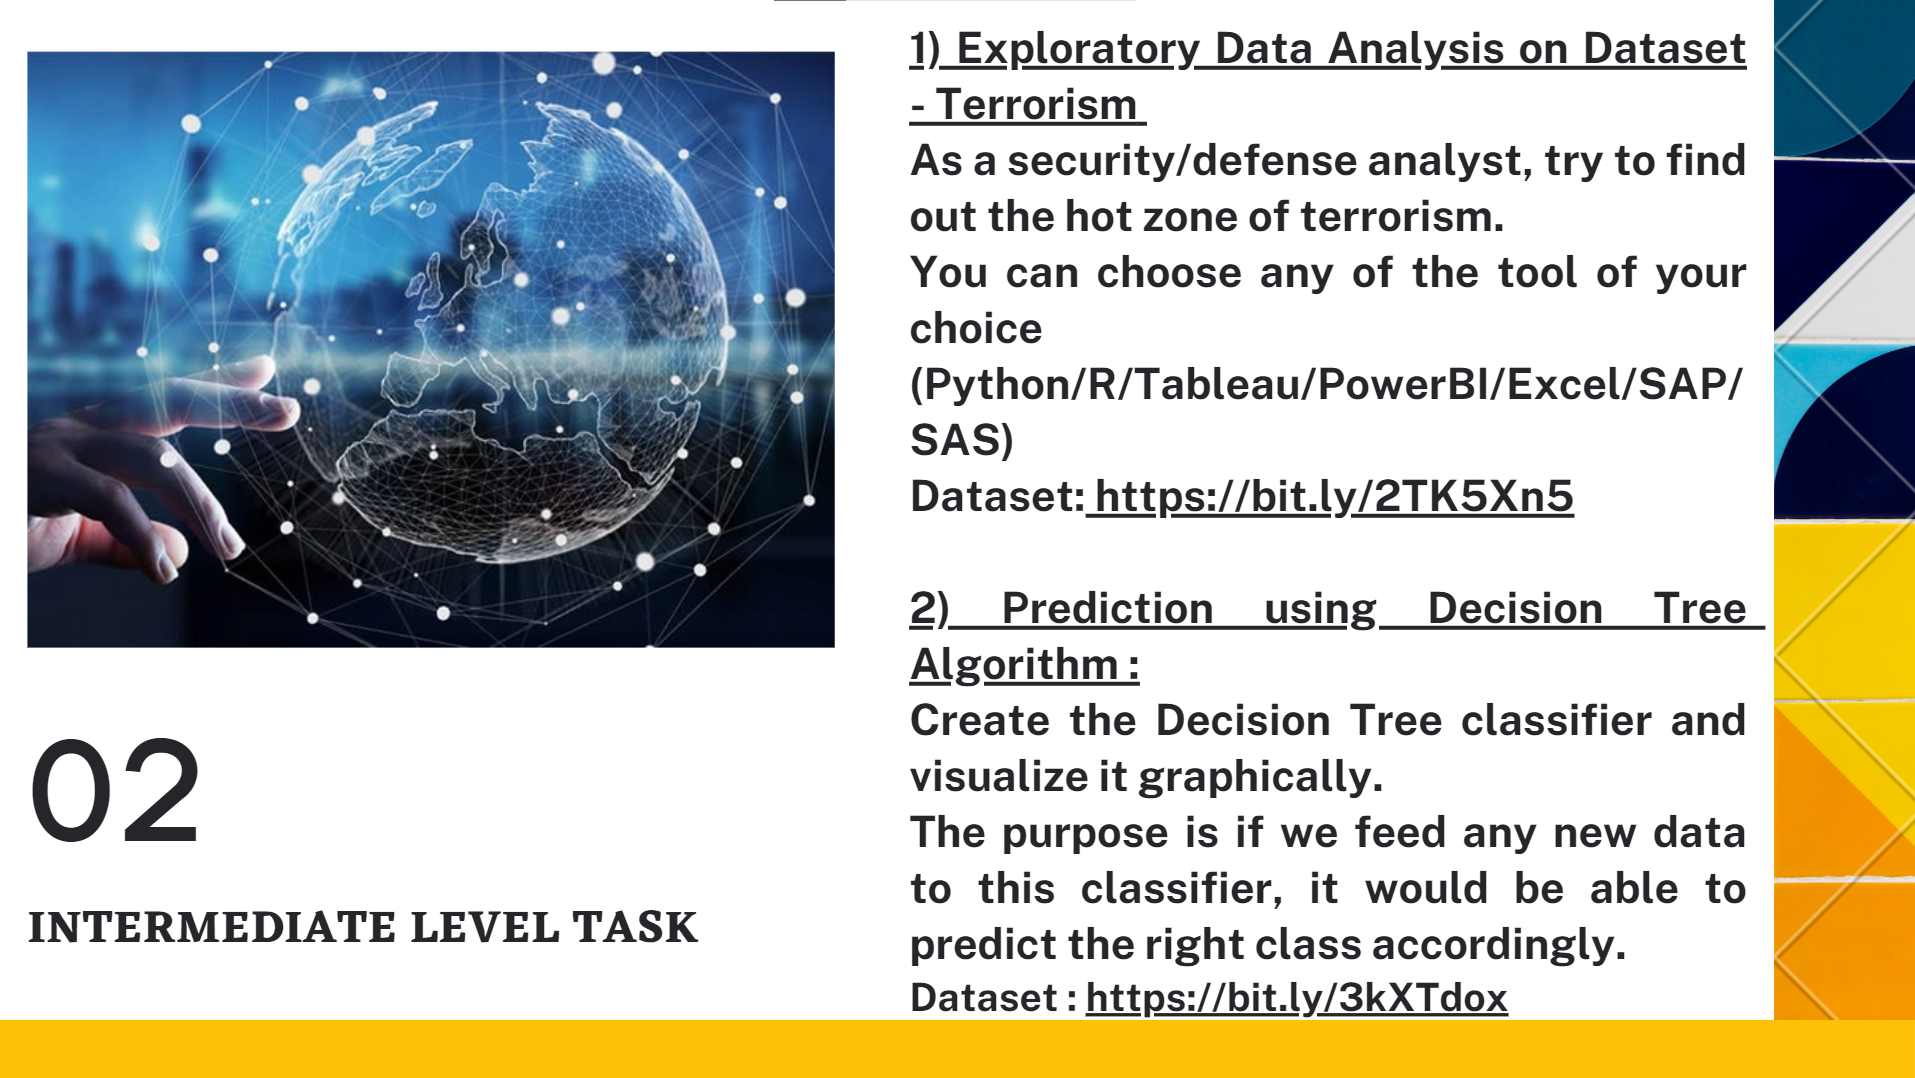 1) Exploratory Data Analysis on Dataset
- Terrorism
As a security/defense analyst, try to find
out the hot zone of terrorism.
You can choose any of the tool of your
choice
(Python/R/Tableau/PowerBI/Excel/SAP/
SAS)
Dataset: https://bit.ly/2TK5Xn5
2) Prediction using Decision Tree
Algorithm :
Create the Decision Tree classifier and
visualize it graphically.
The purpose is if we feed any new data
to this classifier, it would be able to
predict the right class accordingly.
Dataset : https://bit.ly/3kXTdox
02
INTERMEDIATE LEVEL TASK